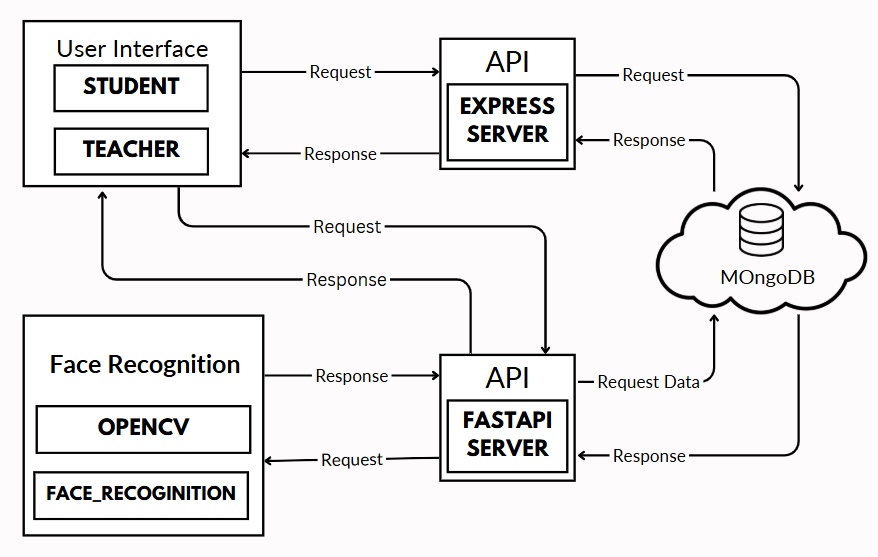 User Interface
STUDENT
TEACHER
Request
Response
API
EXPRESS
SERVER
Request
Response
MOngoDB
Request
Response
Face Recognition
OPENCV
FACE_RECOGINITION
Response
Request
API
FASTAPI
SERVER
Request Data
Response